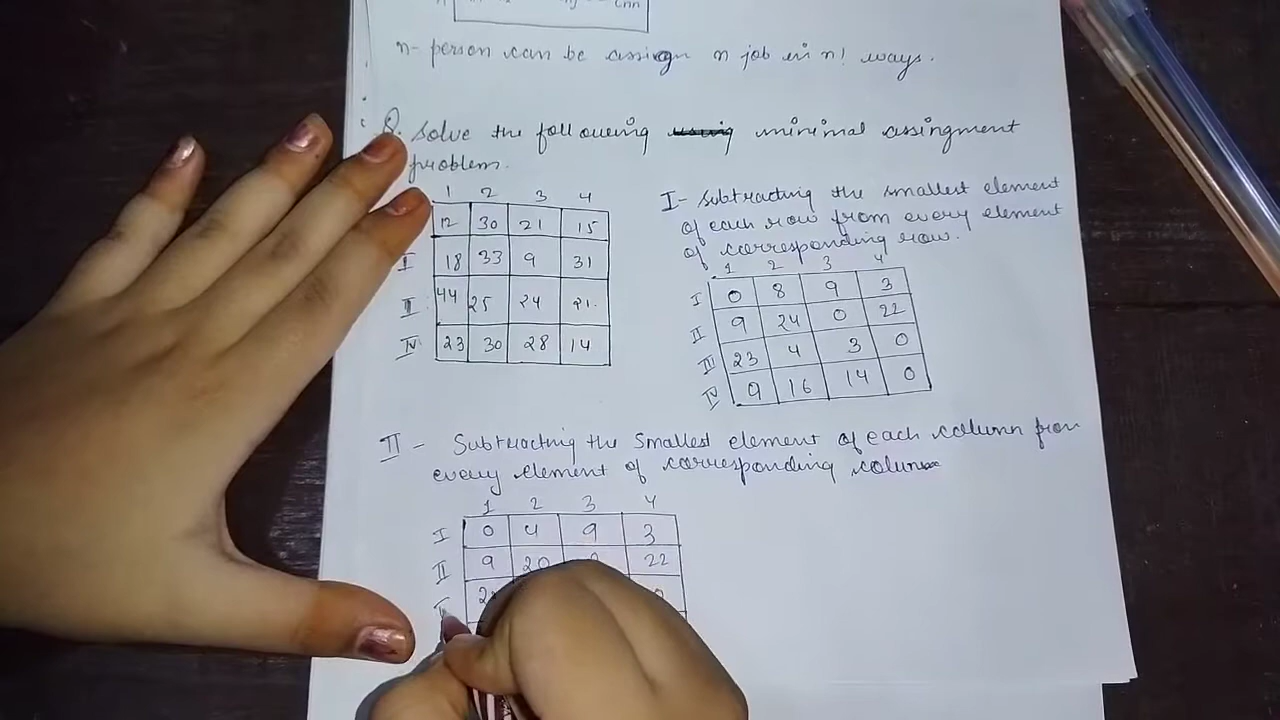 n- person can be assign n job in n! ways.
Q. Solve the following minimal assingment
problem.
1 2 3 4
12 30 21 15
I 18 33 9 31
III 44 25 24 21.
IV 23 30 28 14
I- Subtracting the smallest element
of each row from every element
of corresponding row.
1 2 3 4
I 0 8 9 3
II 9 24 0 22
III 23 4 3 0
IV 9 16 14 0
II - Subtracting the smallest element of each column from
every element of corresponding column
1 2 3 4
I 0 4 9 3
II 9 20 22